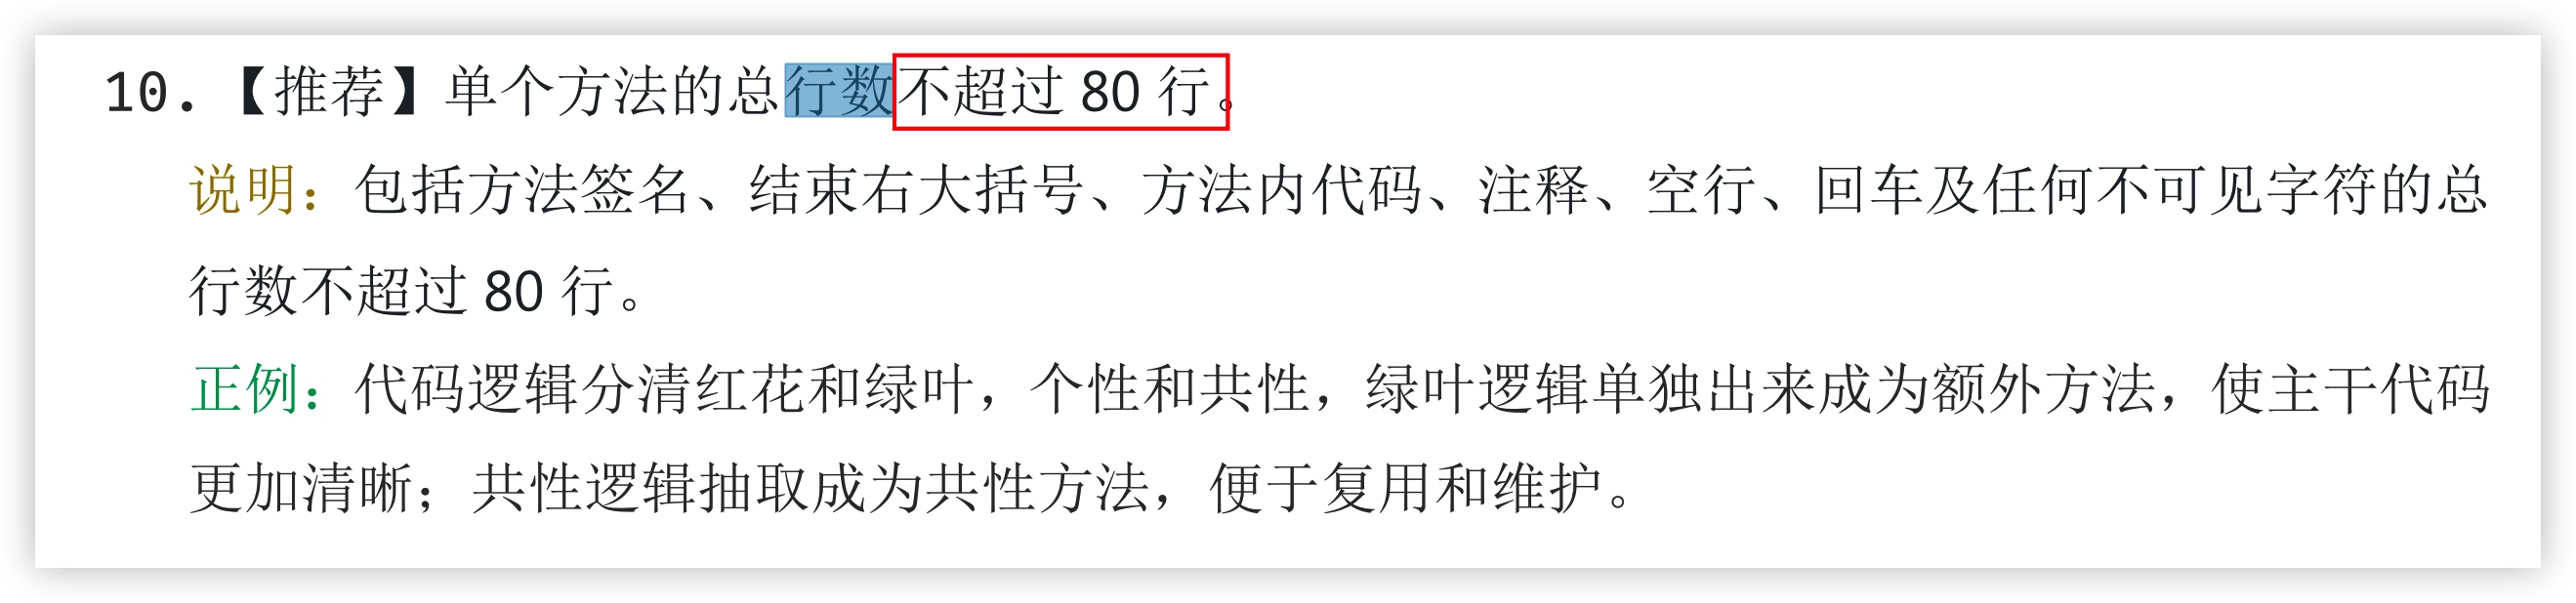 10. 【推荐】单个方法的总行数不超过 80 行。
说明：包括方法签名、结束右大括号、方法内代码、注释、空行、回车及任何不可见字符的总
行数不超过 80 行。
正例：代码逻辑分清红花和绿叶，个性和共性，绿叶逻辑单独出来成为额外方法，使主干代码
更加清晰；共性逻辑抽取成为共性方法，便于复用和维护。